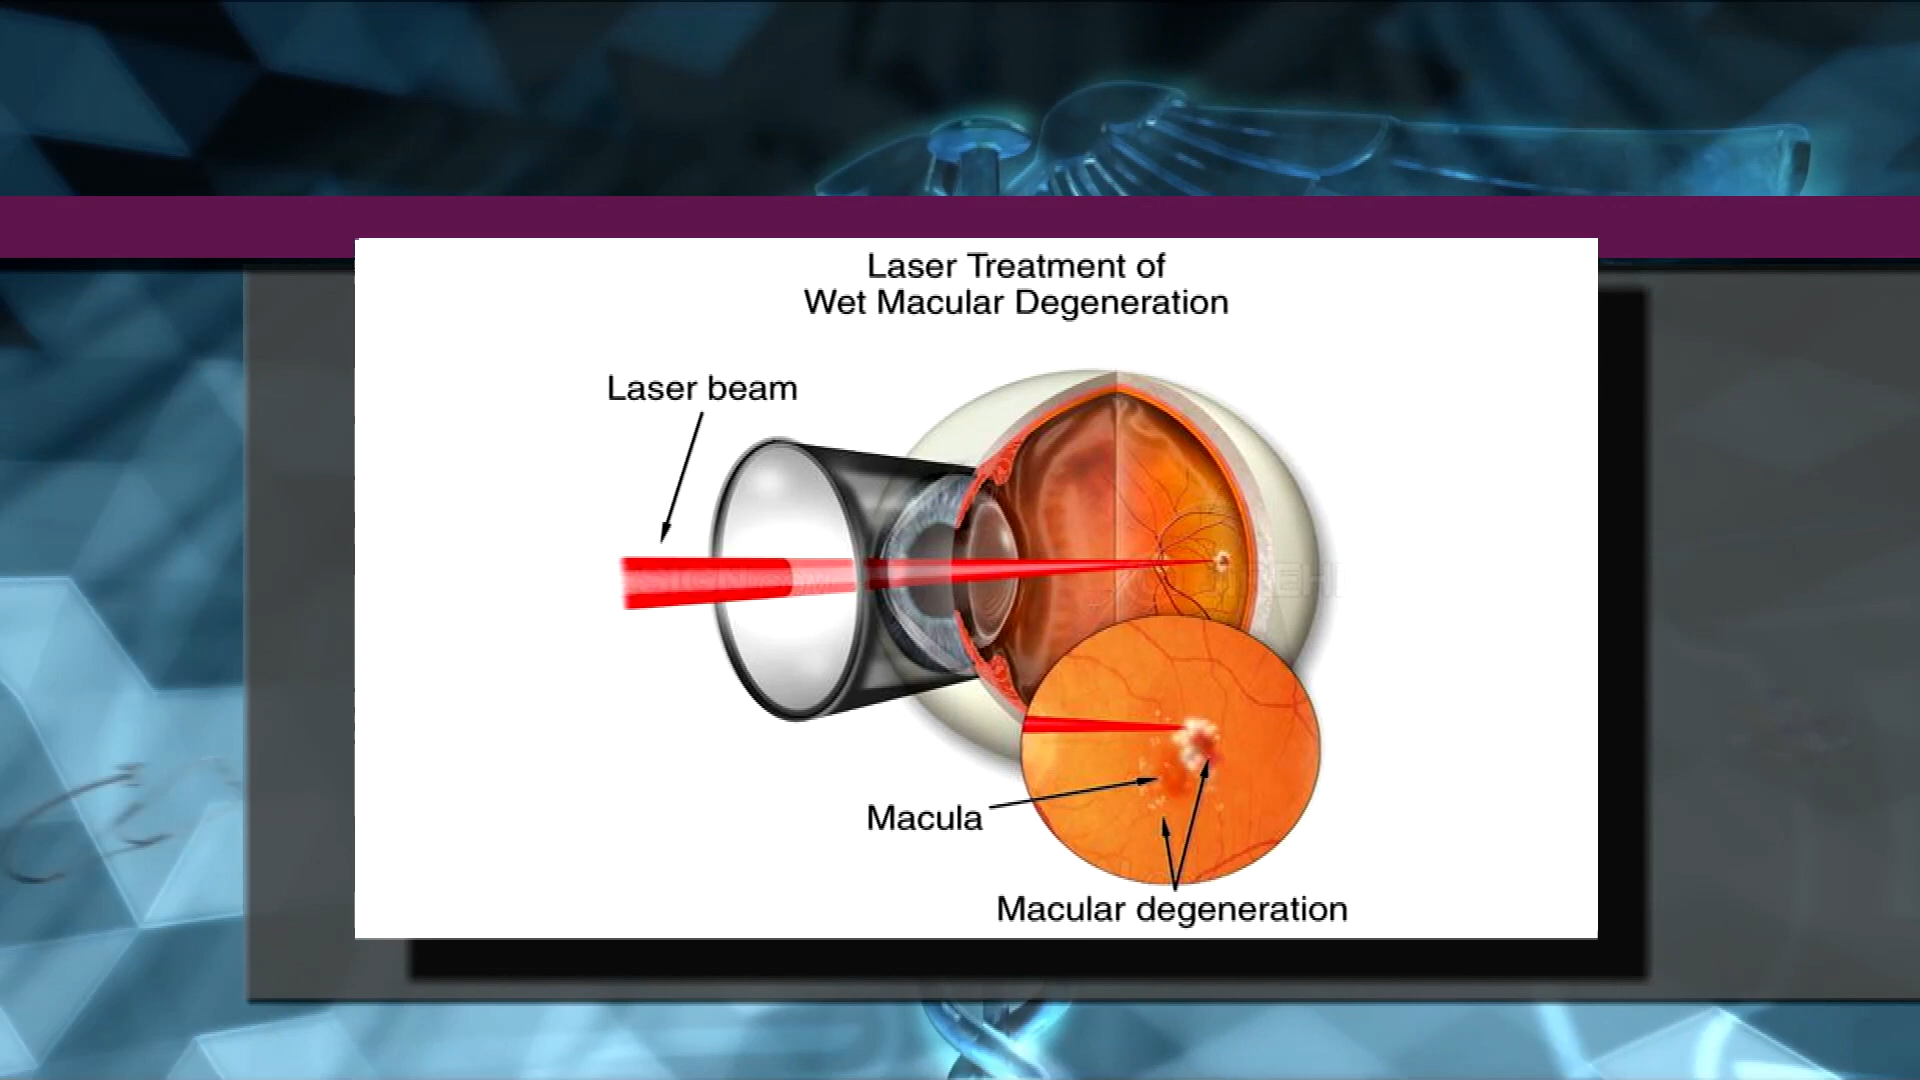 Laser Treatment of
Wet Macular Degeneration
Laser beam
Macula
Macular degeneration